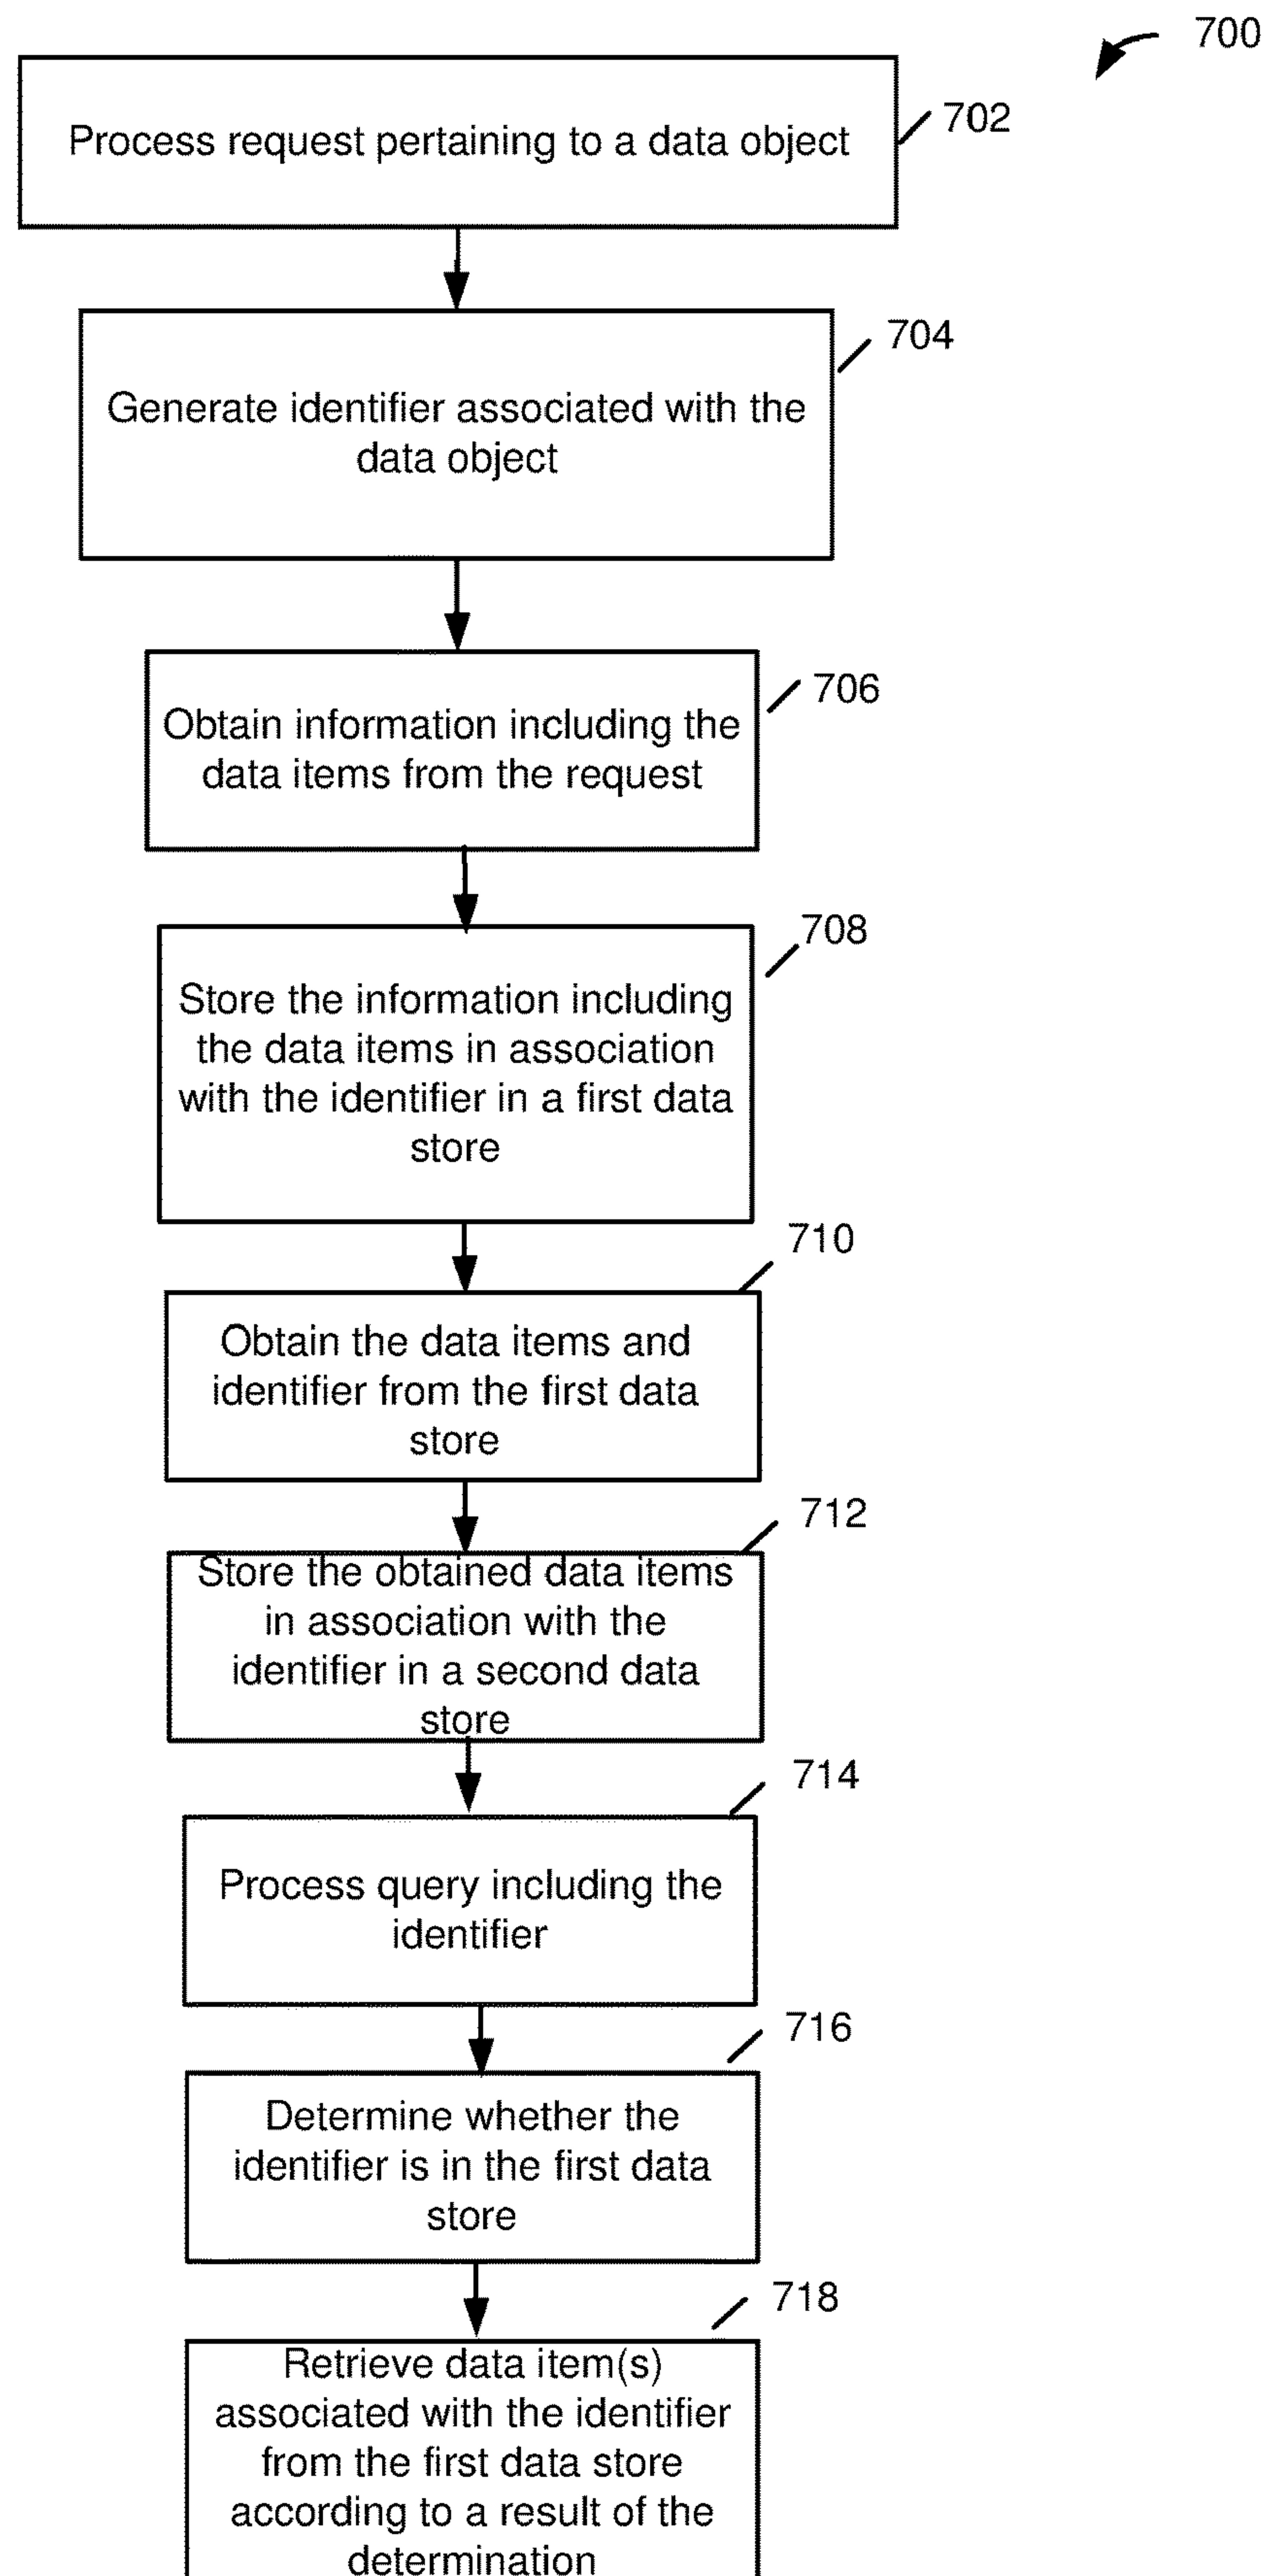 700
Process request pertaining to a data object
702
704
Generate identifier associated with the
data object
706
Obtain information including the
data items from the request
708
Store the information including
the data items in association
with the identifier in a first data
store
710
Obtain the data items and
identifier from the first data
store
712
Store the obtained data items
in association with the
identifier in a second data
store
714
Process query including the
identifier
716
Determine whether the
identifier is in the first data
store
718
Retrieve data item(s)
associated with the identifier
from the first data store
according to a result of the
determination